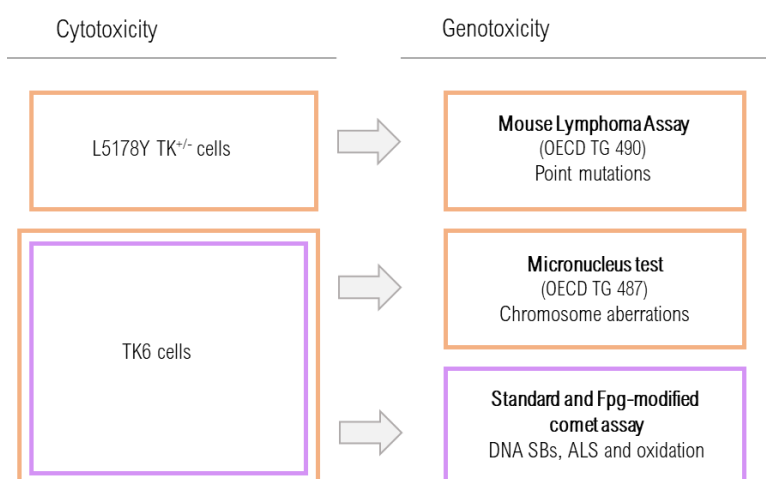 Cytotoxicity
Genotoxicity
L5178Y TK+/- cells
Mouse Lymphoma Assay
(OECD TG 490)
Point mutations
TK6 cells
Micronucleus test
(OECD TG 487)
Chromosome aberrations
Standard and Fpg-modified
comet assay
DNA SBs, ALS and oxidation